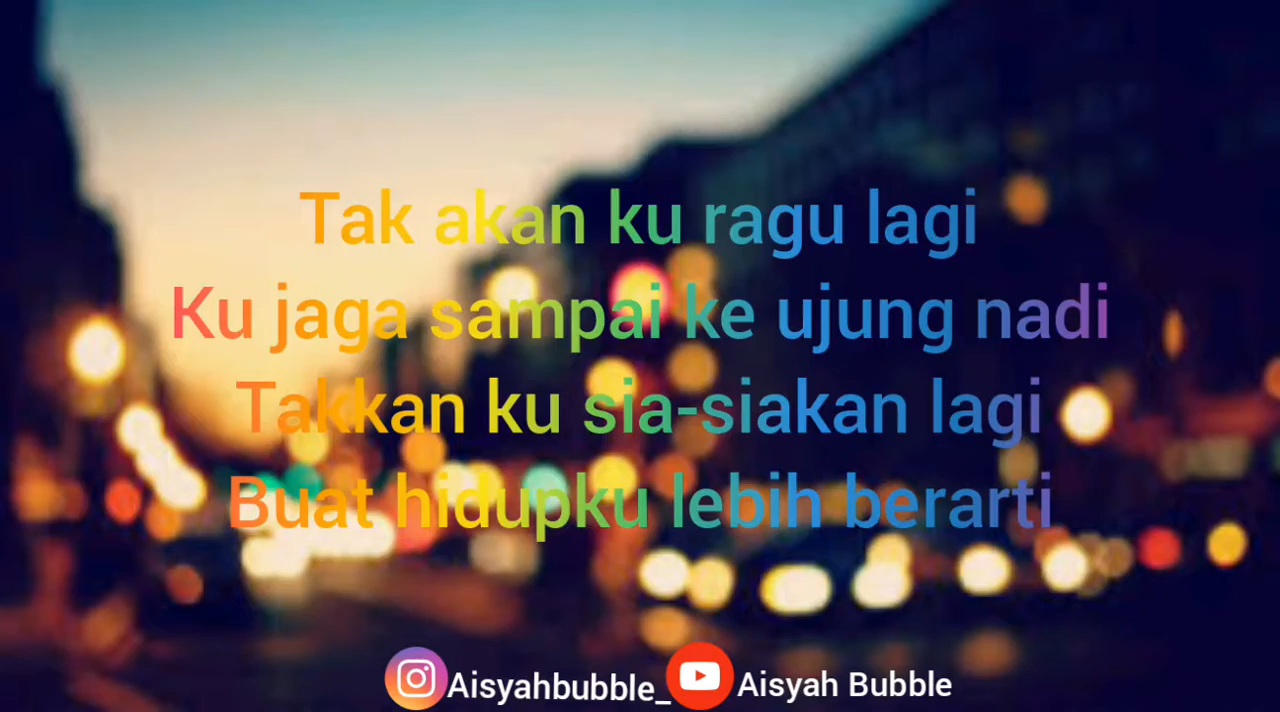 Tak akan ku ragu lagi
Ku jaga sampai ke ujung nadi
Takkan ku sia-siakan lagi
Buat hidupku lebih berarti
Aisyahbubble_ Aisyah Bubble